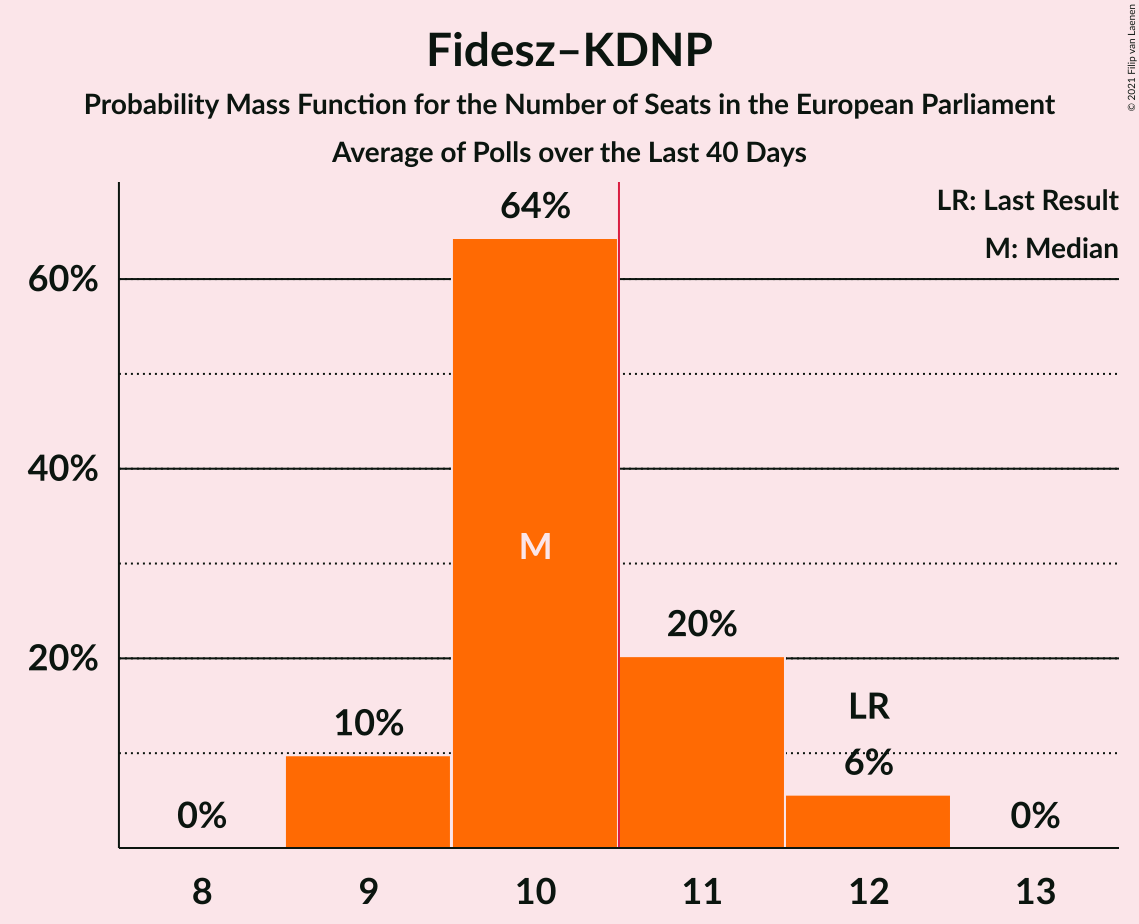 Fidesz–KDNP
Probability Mass Function for the Number of Seats in the European Parliament
Average of Polls over the Last 40 Days
© 2021 Filip van Laenen
LR: Last Result
M: Median
60%
40%
20%
0%
10%
64%
M
20%
LR
6%
0%
8 9 10 11 12 13